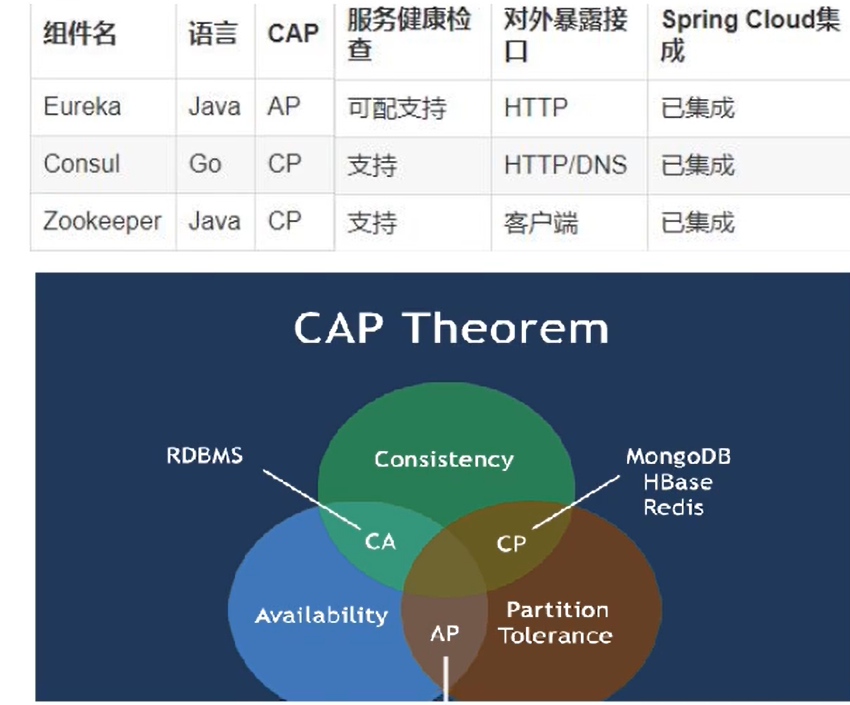 组件名 语言 CAP 服务健康检查 对外暴露接口 Spring Cloud集成
Eureka Java AP 可配支持 HTTP 已集成
Consul Go CP 支持 HTTP/DNS 已集成
Zookeeper Java CP 支持 客户端 已集成
CAP Theorem
RDBMS
Consistency
MongoDB
HBase
Redis
CA
CP
Availability
Partition
Tolerance
AP